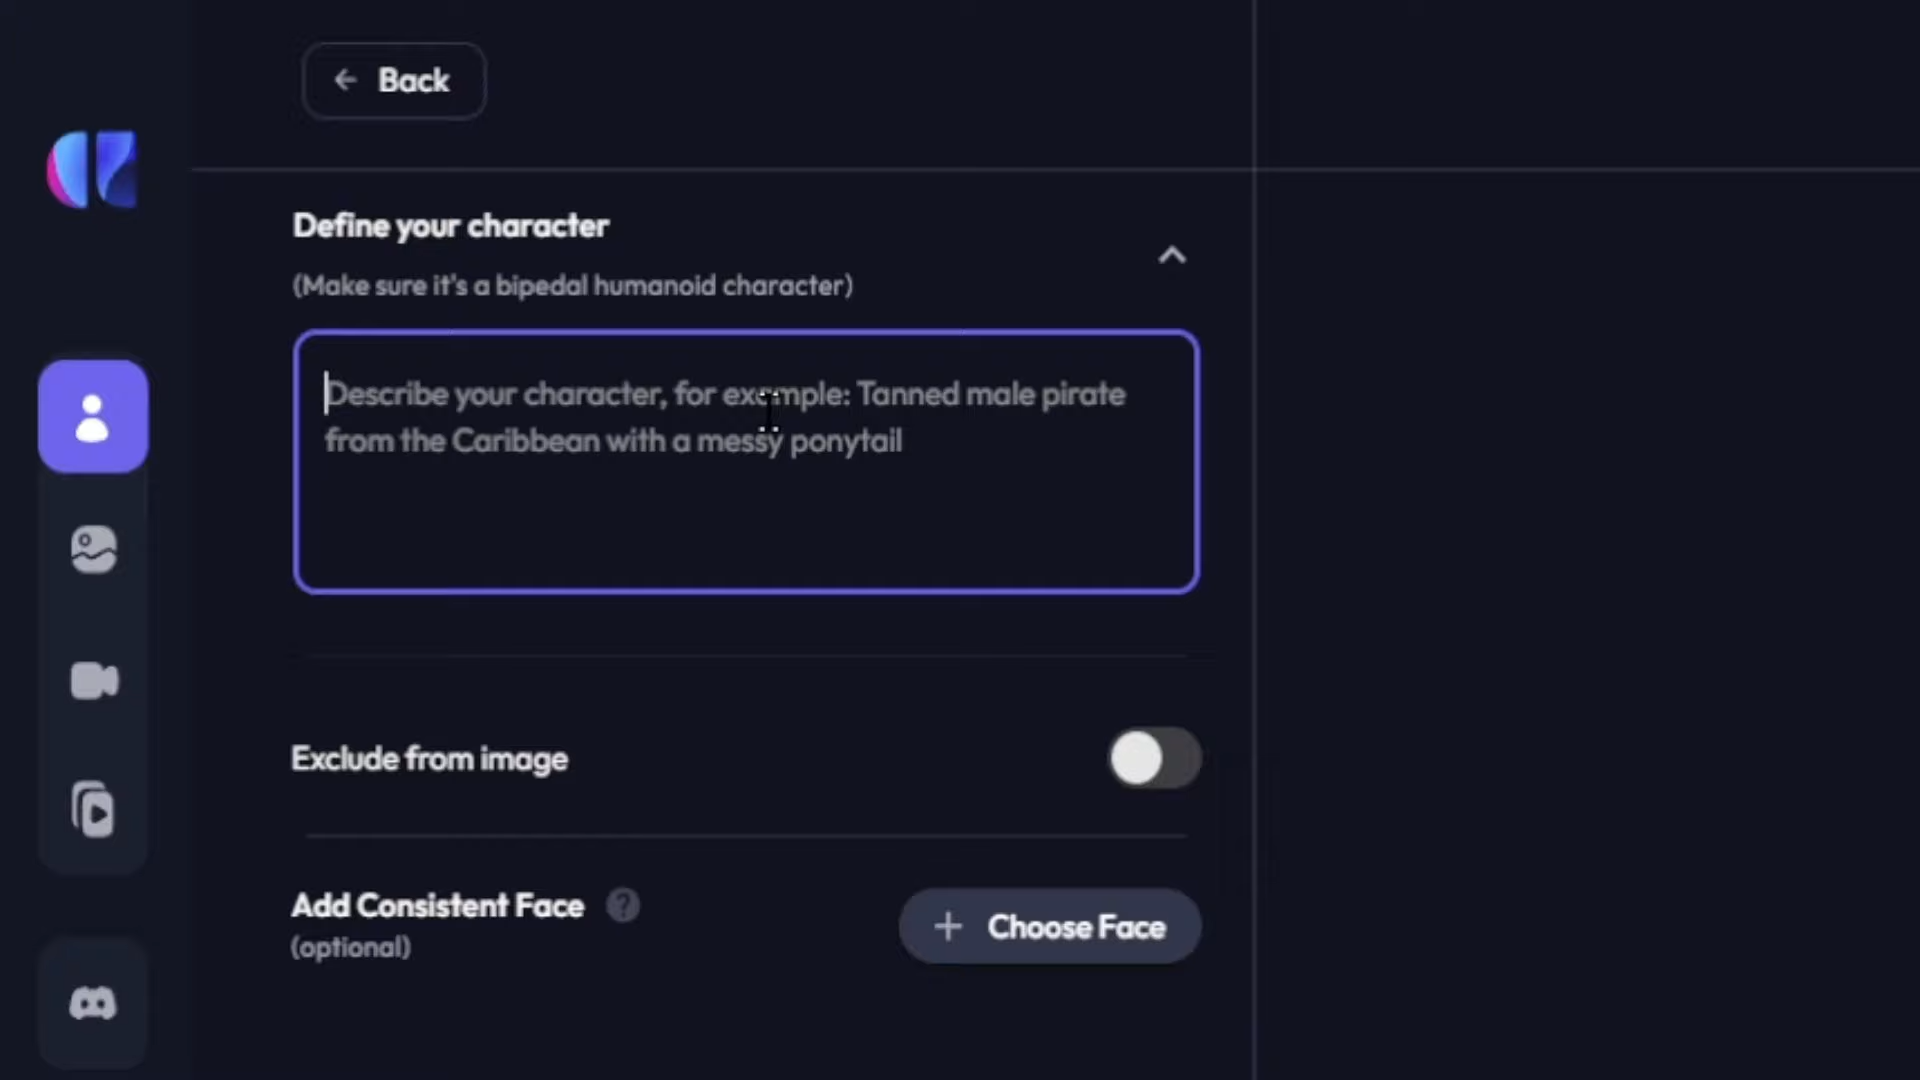 Back
Define your character
(Make sure it's a bipedal humanoid character)
Describe your character, for example: Tanned male pirate
from the Caribbean with a messy ponytail
Exclude from image
Add Consistent Face ?
(optional)
+ Choose Face